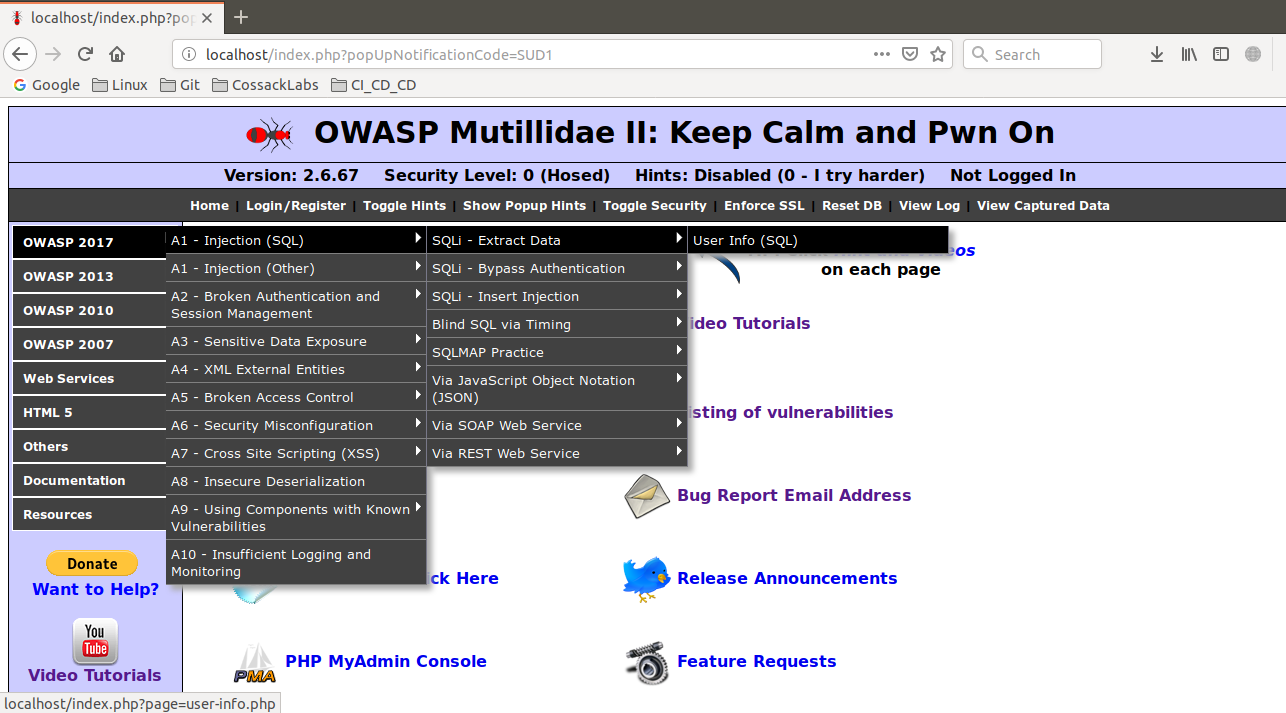 localhost/index.php?pop
localhost/index.php?popUpNotificationCode=SUD1
Search
Google Linux Git CossackLabs CI_CD_CD
OWASP Mutillidae II: Keep Calm and Pwn On
Version: 2.6.67 Security Level: 0 (Hosed) Hints: Disabled (0 - I try harder) Not Logged In
Home | Login/Register | Toggle Hints | Show Popup Hints | Toggle Security | Enforce SSL | Reset DB | View Log | View Captured Data
OWASP 2017
OWASP 2013
OWASP 2010
OWASP 2007
Web Services
HTML 5
Others
Documentation
Resources
Donate
Want to Help?
You
Tube
Video Tutorials
A1 - Injection (SQL)
A1 - Injection (Other)
A2 - Broken Authentication and
Session Management
A3 - Sensitive Data Exposure
A4 - XML External Entities
A5 - Broken Access Control
A6 - Security Misconfiguration
A7 - Cross Site Scripting (XSS)
A8 - Insecure Deserialization
A9 - Using Components with Known
Vulnerabilities
A10 - Insufficient Logging and
Monitoring
SQLi - Extract Data
SQLi - Bypass Authentication
SQLi - Insert Injection
Blind SQL via Timing
SQLMAP Practice
Via JavaScript Object Notation
(JSON)
Via SOAP Web Service
Via REST Web Service
User Info (SQL)
eos
on each page
ideo Tutorials
isting of vulnerabilities
Bug Report Email Address
ck Here
Release Announcements
PMA
PHP MyAdmin Console
Feature Requests
localhost/index.php?page=user-info.php